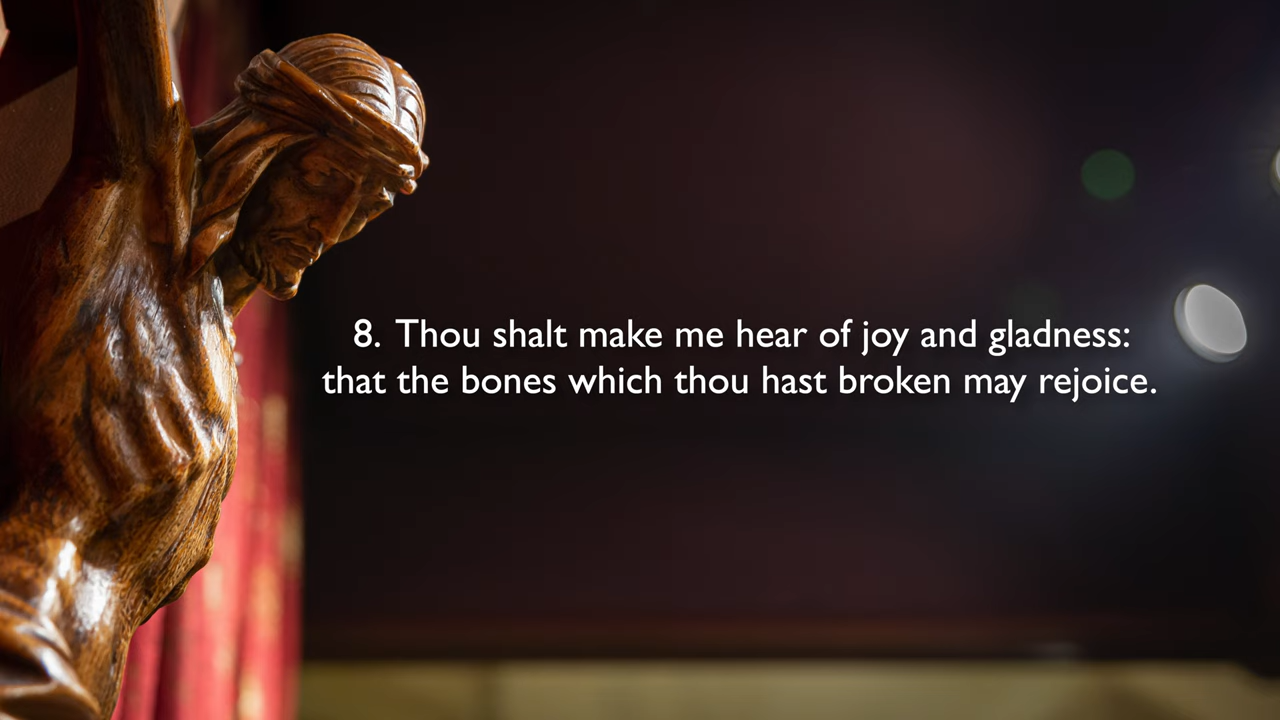 8. Thou shalt make me hear of joy and gladness:
that the bones which thou hast broken may rejoice.